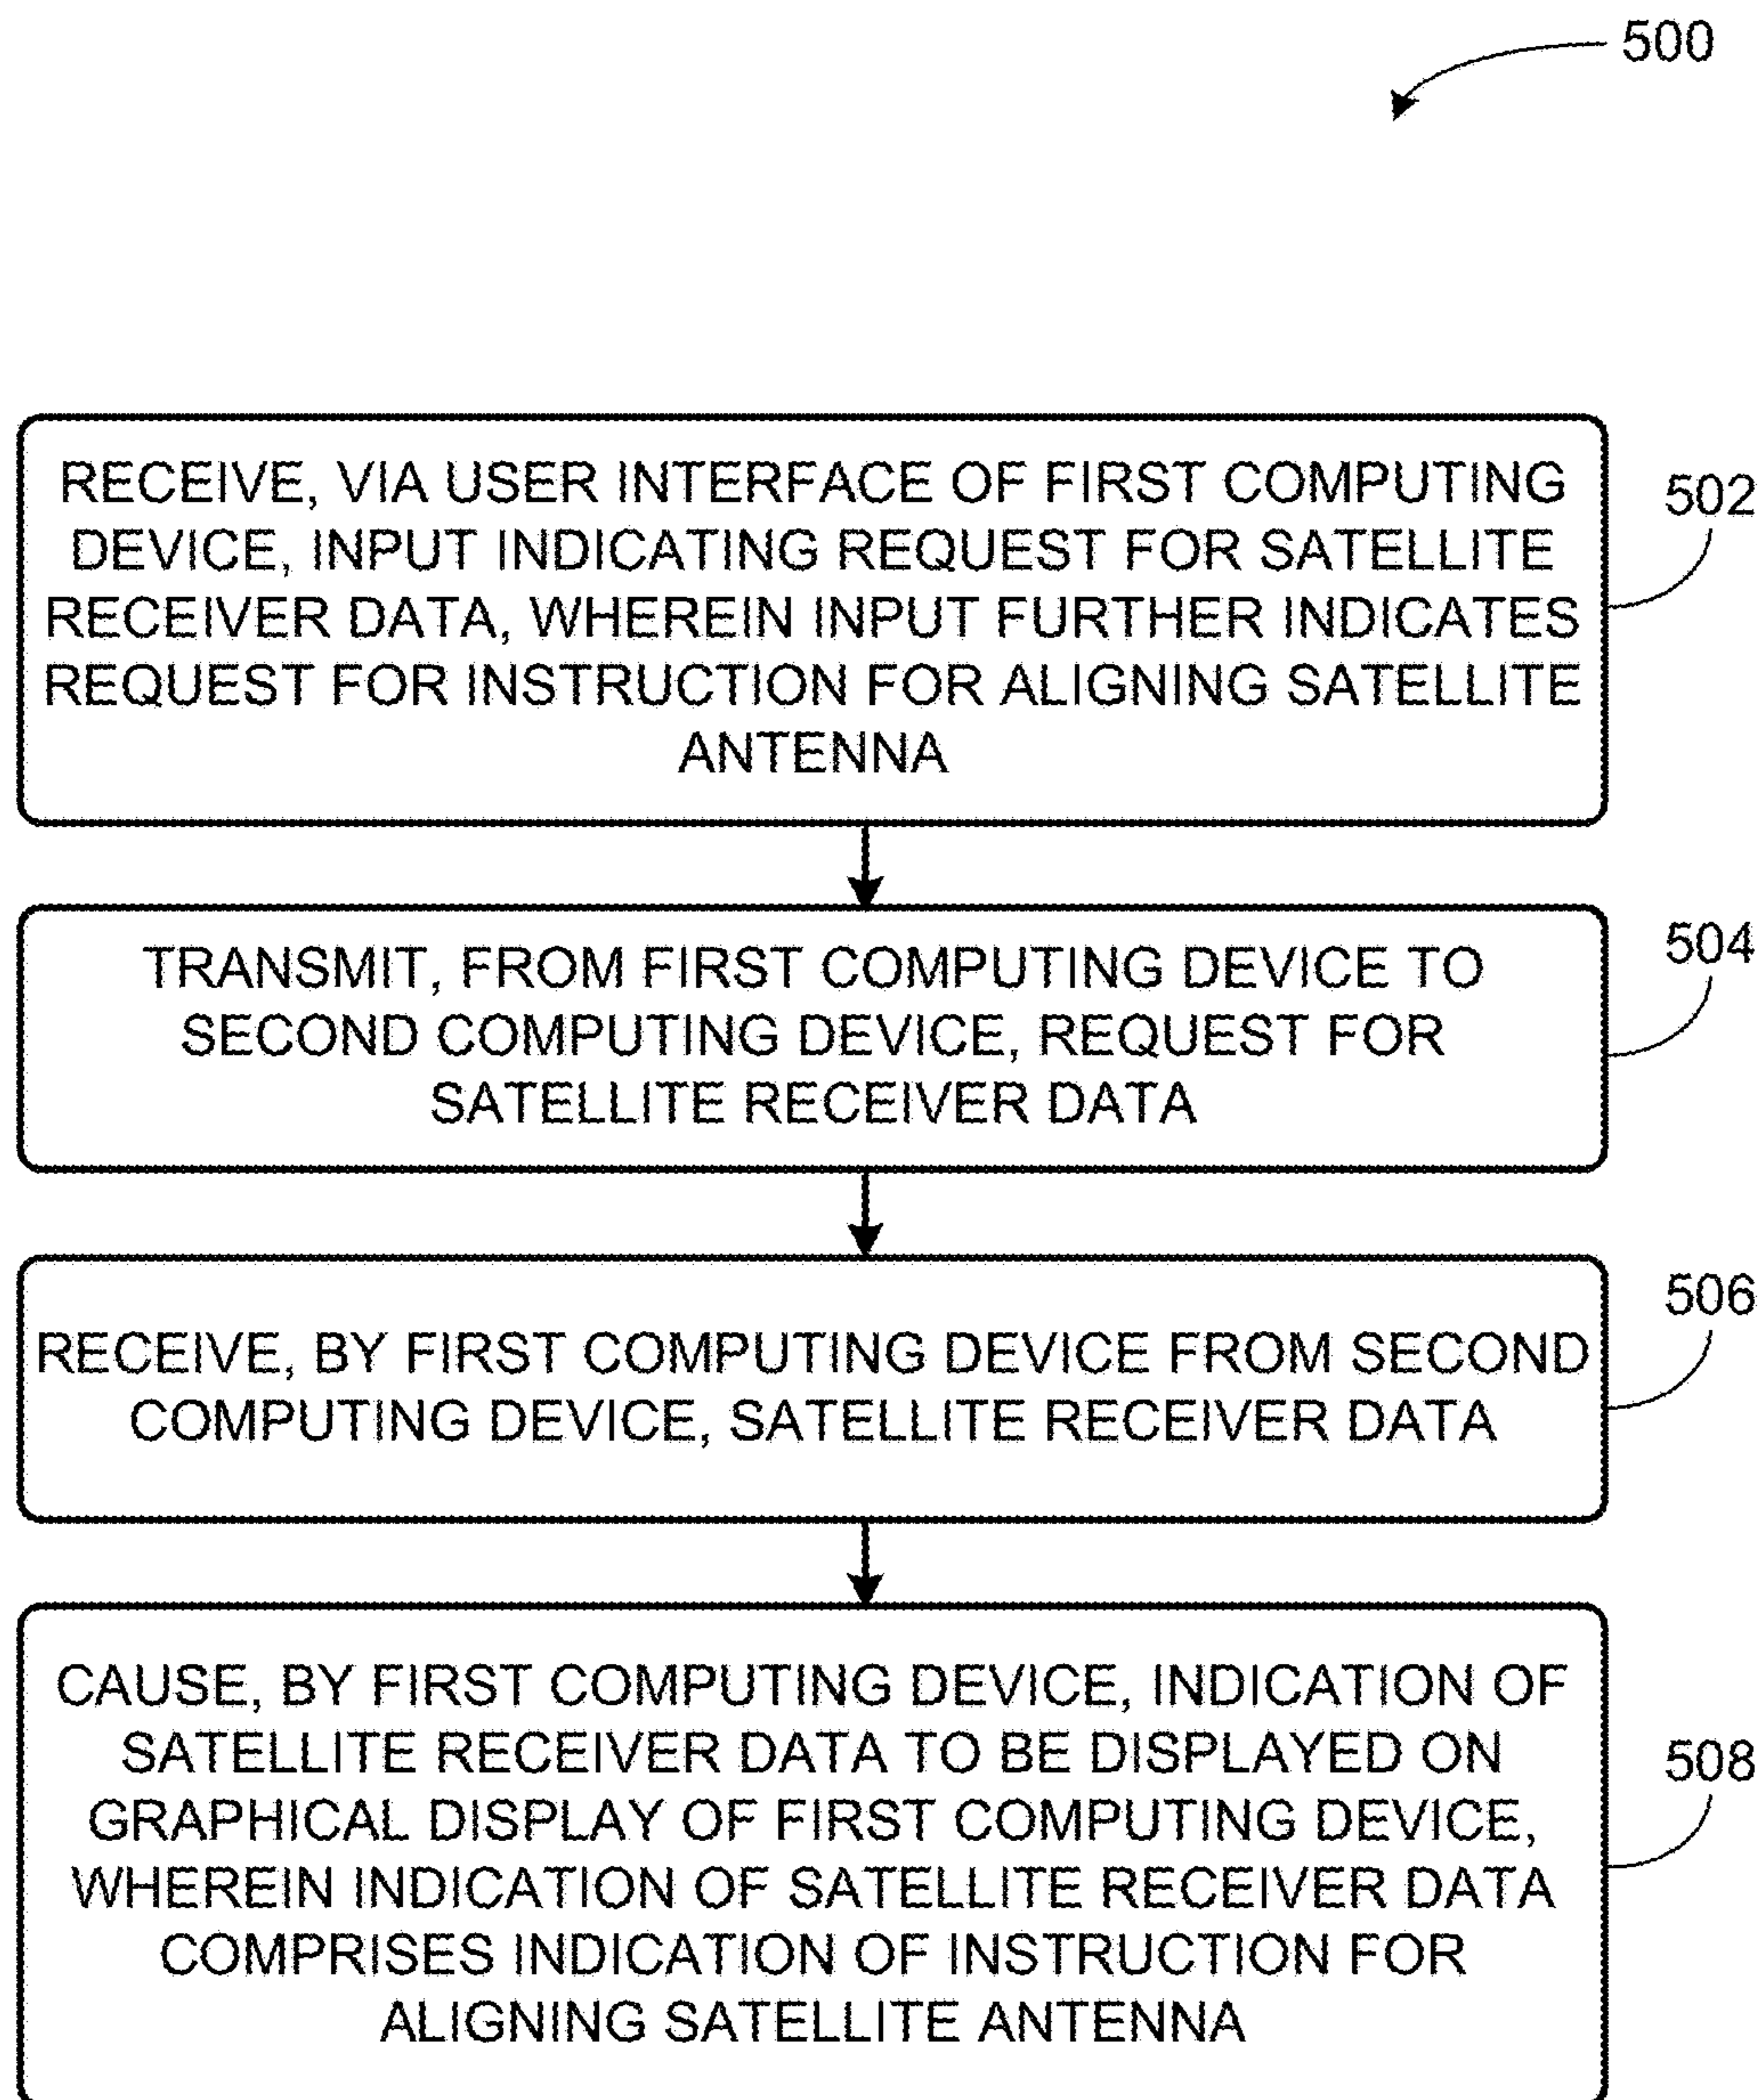 500
RECEIVE, VIA USER INTERFACE OF FIRST COMPUTING
DEVICE, INPUT INDICATING REQUEST FOR SATELLITE
RECEIVER DATA, WHEREIN INPUT FURTHER INDICATES
REQUEST FOR INSTRUCTION FOR ALIGNING SATELLITE
ANTENNA
502
TRANSMIT, FROM FIRST COMPUTING DEVICE TO
SECOND COMPUTING DEVICE, REQUEST FOR
SATELLITE RECEIVER DATA
504
RECEIVE, BY FIRST COMPUTING DEVICE FROM SECOND
COMPUTING DEVICE, SATELLITE RECEIVER DATA
506
CAUSE, BY FIRST COMPUTING DEVICE, INDICATION OF
SATELLITE RECEIVER DATA TO BE DISPLAYED ON
GRAPHICAL DISPLAY OF FIRST COMPUTING DEVICE,
WHEREIN INDICATION OF SATELLITE RECEIVER DATA
COMPRISES INDICATION OF INSTRUCTION FOR
ALIGNING SATELLITE ANTENNA
508